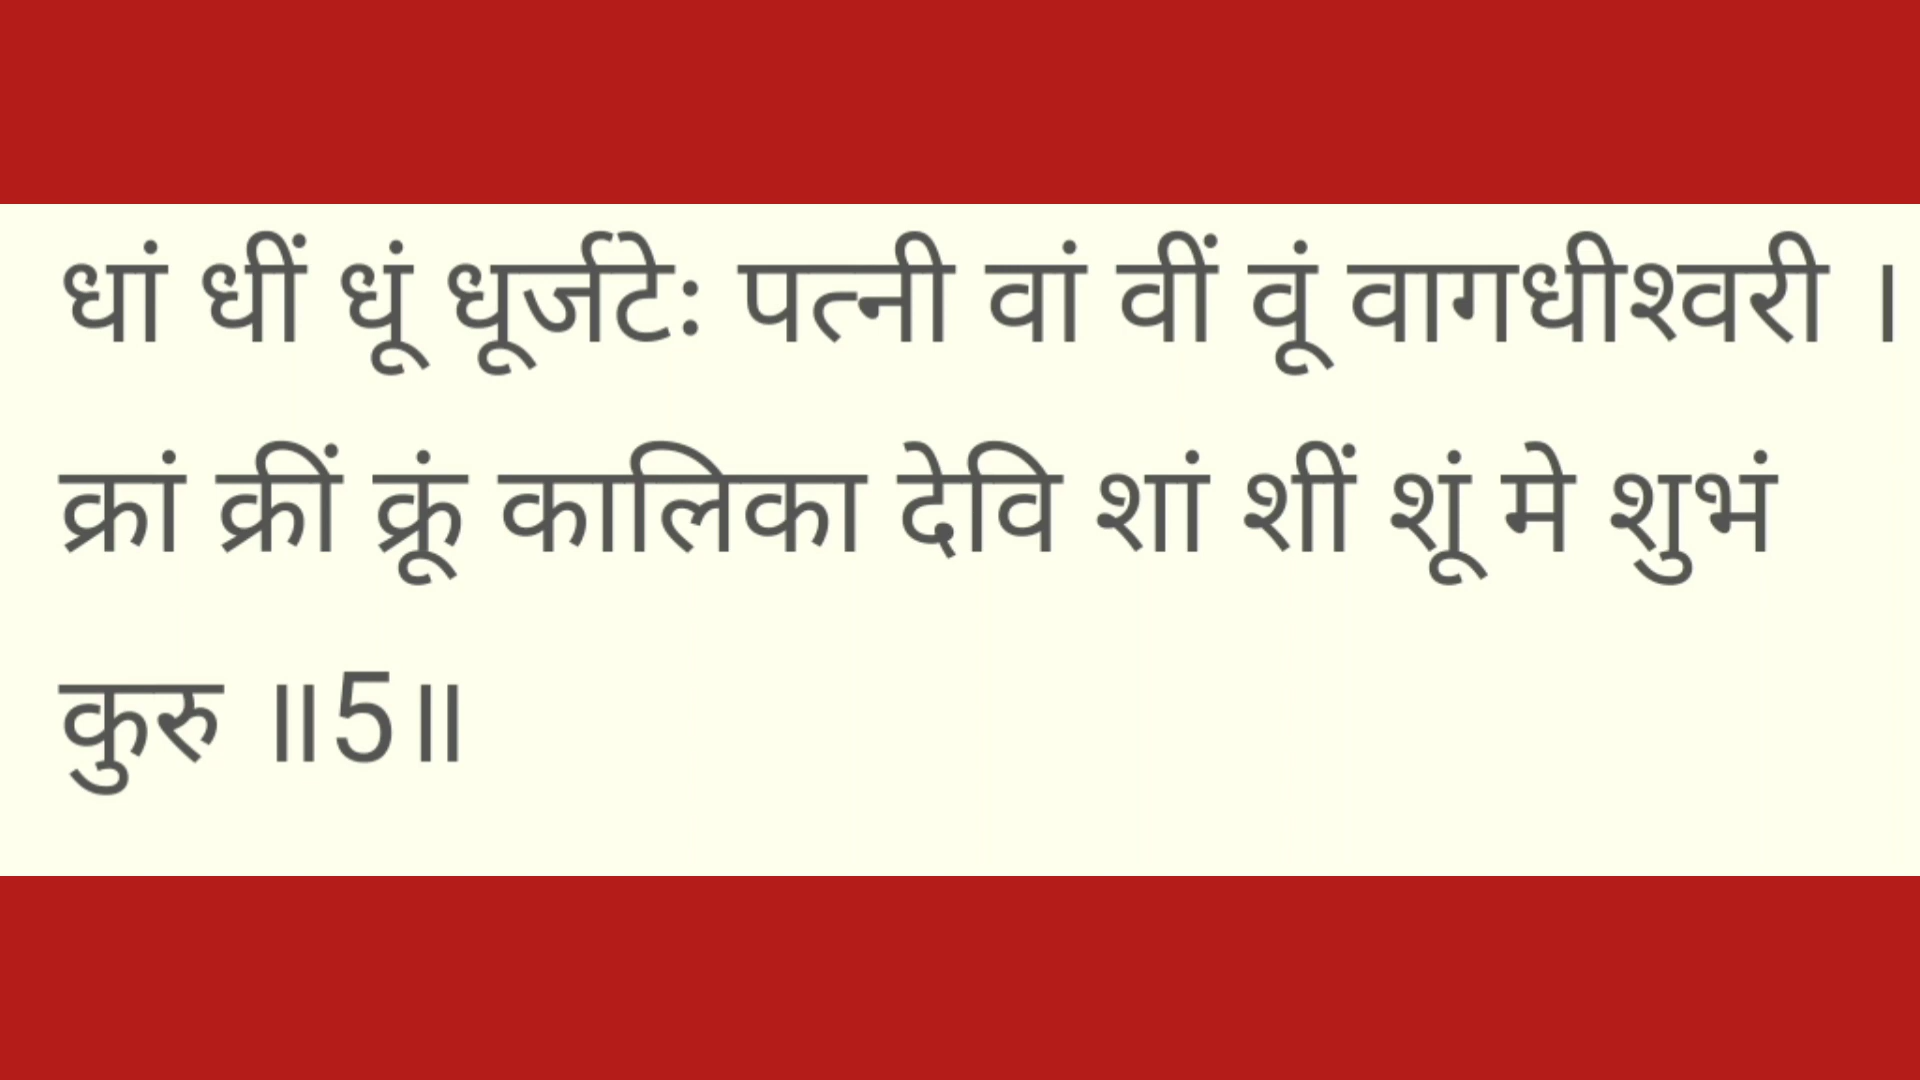 धां धीं धूं धूर्जटेः पत्नी वां वीं वूं वागधीश्वरी ।
क्रां क्रीं क्रूं कालिका देवि शां शीं शूं मे शुभं
कुरु ॥5॥